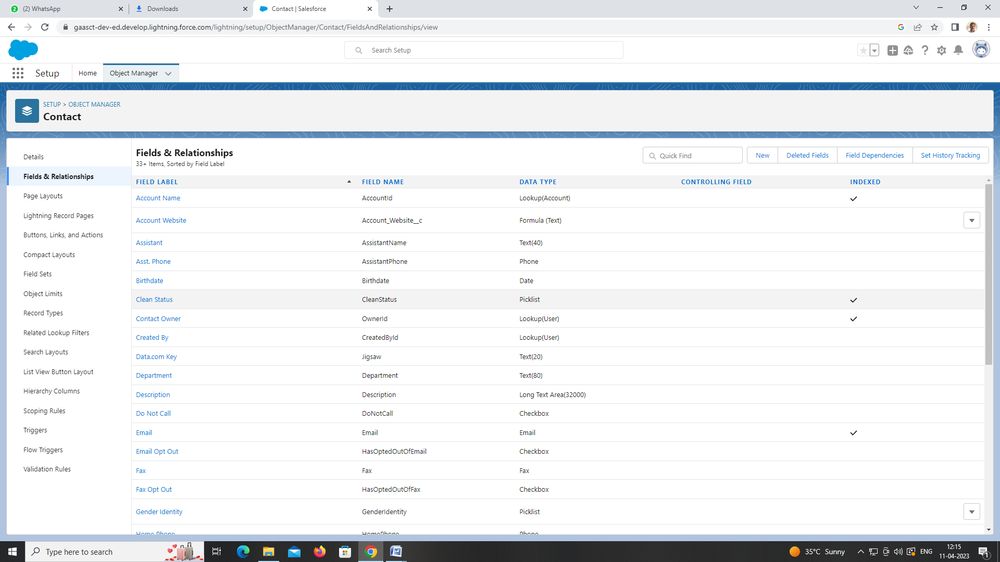 (2) WhatsApp
Downloads
Contact | Salesforce
gaasct-dev-ed.develop.lightning.force.com/lightning/setup/ObjectManager/Contact/FieldsAndRelationships/view
Search Setup
Setup
Home
Object Manager
SETUP > OBJECT MANAGER
Contact
Details
Fields & Relationships
Page Layouts
Lightning Record Pages
Buttons, Links, and Actions
Compact Layouts
Field Sets
Object Limits
Record Types
Related Lookup Filters
Search Layouts
List View Button Layout
Hierarchy Columns
Scoping Rules
Triggers
Flow Triggers
Validation Rules
Fields & Relationships
33+ Items, Sorted by Field Label
Quick Find
New
Deleted Fields
Field Dependencies
Set History Tracking
FIELD LABEL FIELD NAME DATA TYPE CONTROLLING FIELD INDEXED
Account Name AccountId Lookup(Account)
Account Website Account_Website__c Formula (Text)
Assistant AssistantName Text(40)
Asst. Phone AssistantPhone Phone
Birthdate Birthdate Date
Clean Status CleanStatus Picklist
Contact Owner OwnerId Lookup(User)
Created By CreatedById Lookup(User)
Data.com Key Jigsaw Text(20)
Department Department Text(80)
Description Description Long Text Area(32000)
Do Not Call DoNotCall Checkbox
Email Email Email
Email Opt Out HasOptedOutOfEmail Checkbox
Fax Fax Fax
Fax Opt Out HasOptedOutOfFax Checkbox
Gender Identity GenderIdentity Picklist
Home Phone HomePhone Phone
Type here to search
35°C Sunny
ENG
12:15
11-04-2023
1